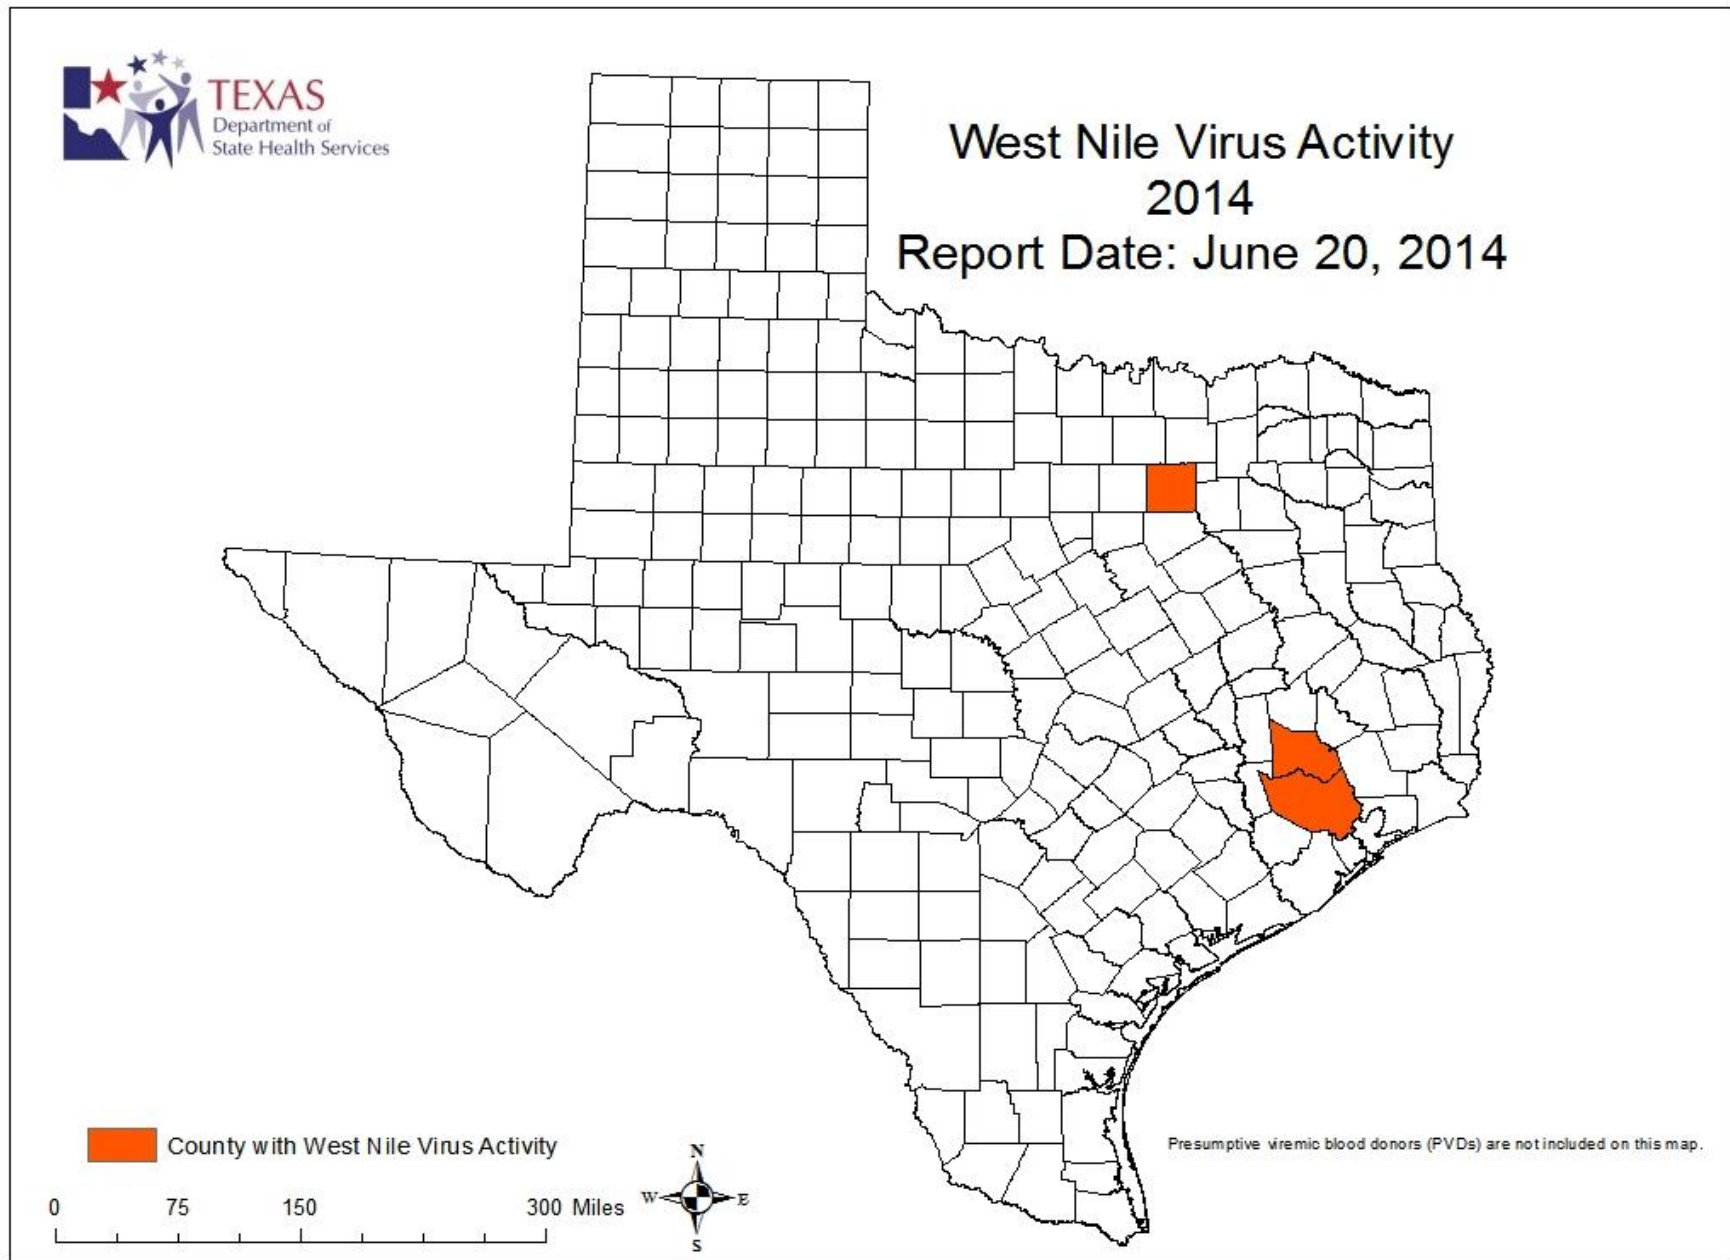 TEXAS
Department of
State Health Services
West Nile Virus Activity
2014
Report Date: June 20, 2014
County with West Nile Virus Activity
Presumptive viremic blood donors (PVDs) are not included on this map.
0 75 150 300 Miles
N
W E
S